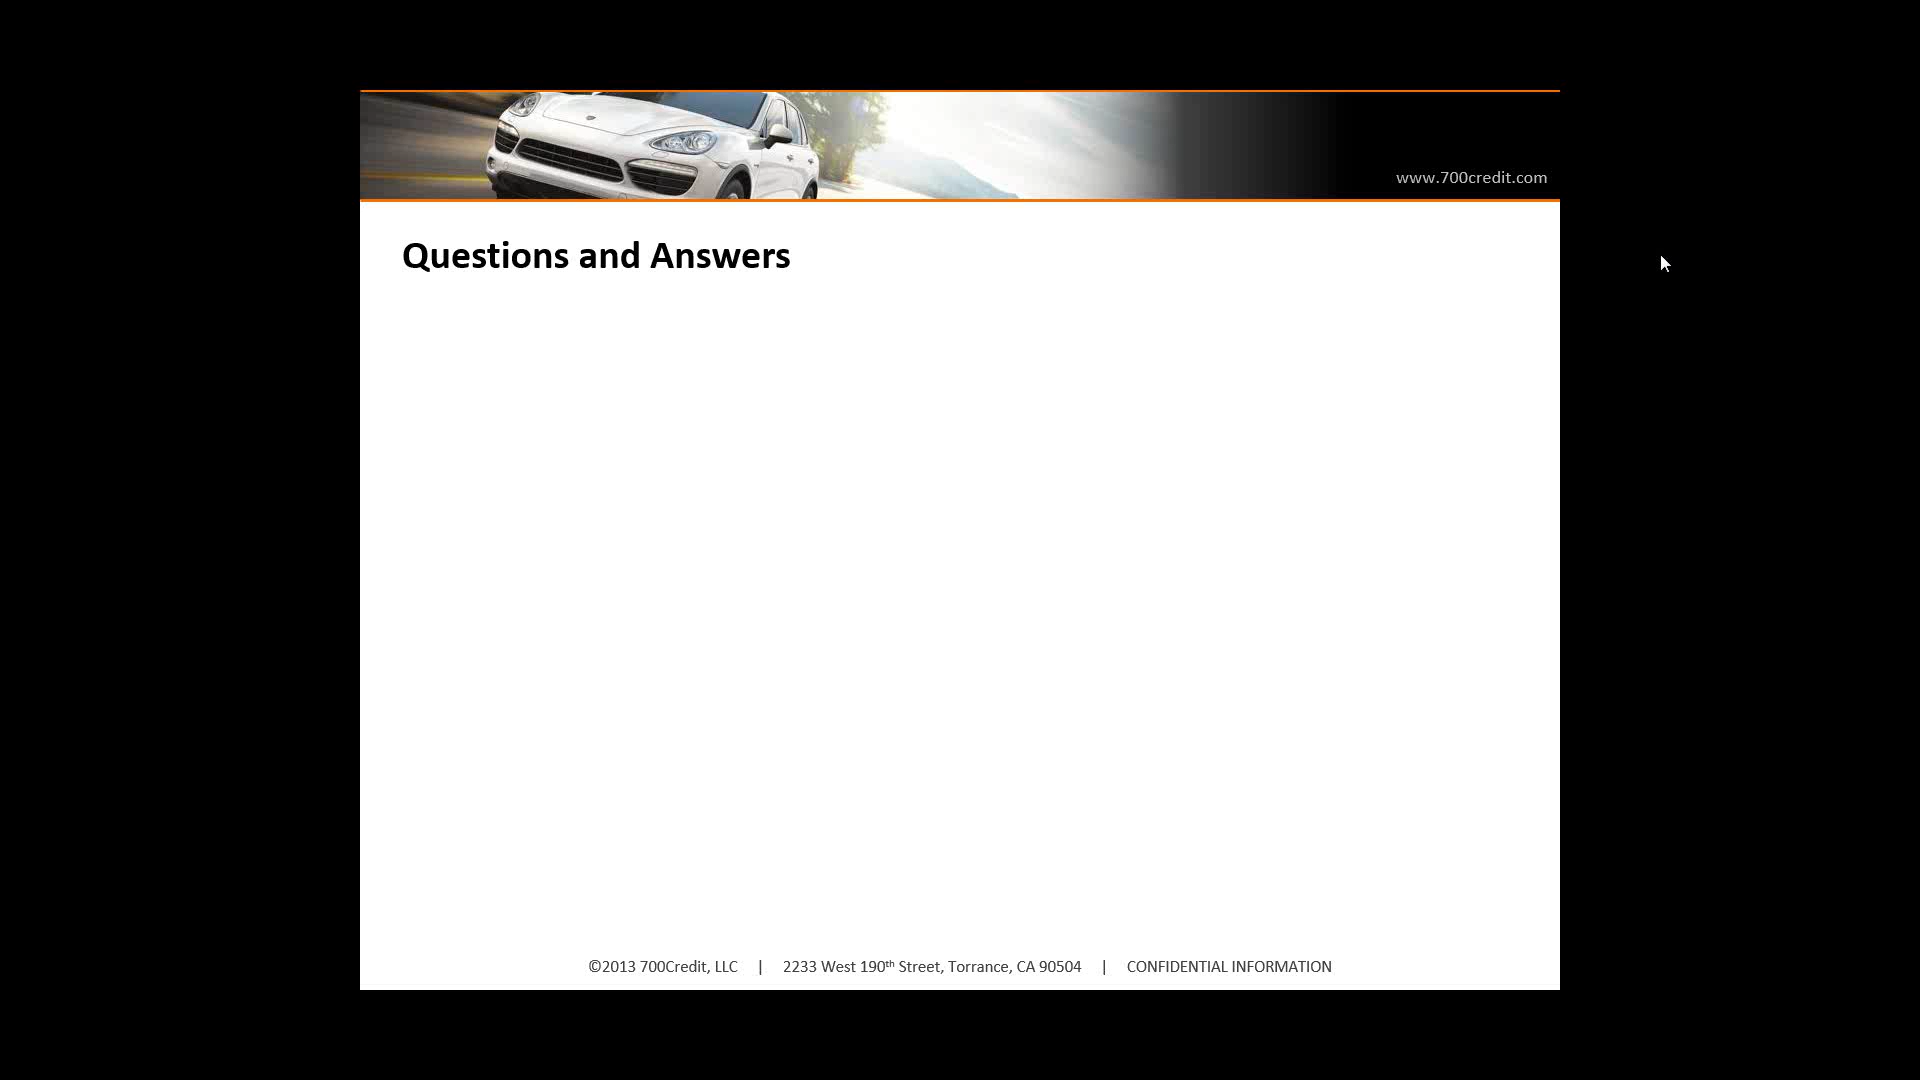 www.700credit.com
Questions and Answers
©2013 700Credit, LLC | 2233 West 190th Street, Torrance, CA 90504 | CONFIDENTIAL INFORMATION